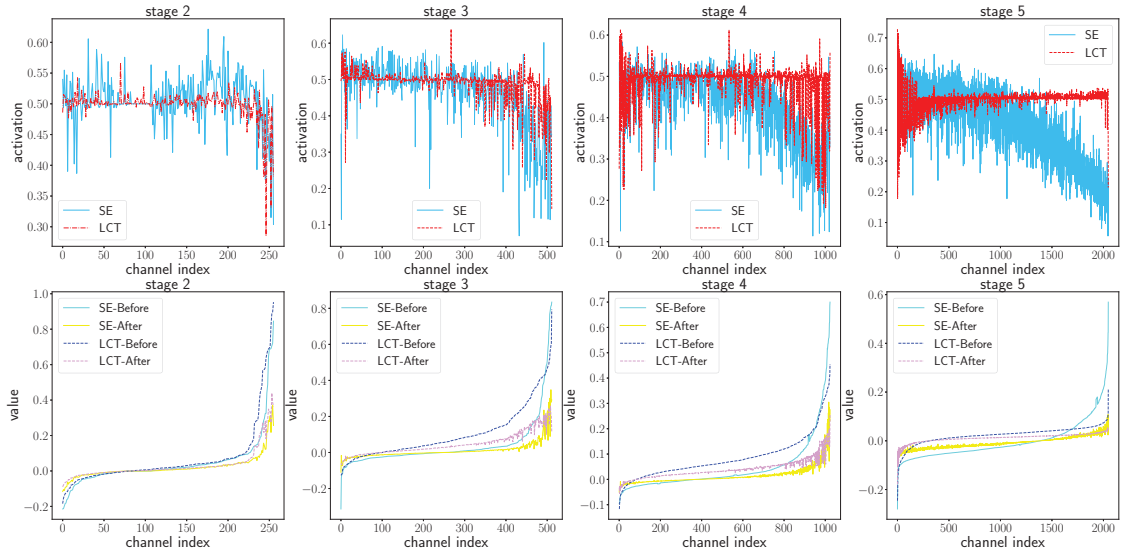 stage 2
0.60
0.55
0.50
0.45
0.40
0.35
0.30
activation
SE
LCT
0 50 100 150 200 250
channel index
stage 3
0.6
0.5
0.4
0.3
0.2
0.1
activation
SE
LCT
0 100 200 300 400 500
channel index
stage 4
0.6
0.5
0.4
0.3
0.2
0.1
activation
SE
LCT
0 200 400 600 800 1000
channel index
stage 5
0.7
0.6
0.5
0.4
0.3
0.2
0.1
activation
SE
LCT
0 500 1000 1500 2000
channel index
stage 2
1.0
0.8
0.6
0.4
0.2
0.0
−0.2
value
SE-Before
SE-After
LCT-Before
LCT-After
0 50 100 150 200 250
channel index
stage 3
0.8
0.6
0.4
0.2
0.0
−0.2
value
SE-Before
SE-After
LCT-Before
LCT-After
0 100 200 300 400 500
channel index
stage 4
0.7
0.6
0.5
0.4
0.3
0.2
0.1
0.0
−0.1
value
SE-Before
SE-After
LCT-Before
LCT-After
0 200 400 600 800 1000
channel index
stage 5
0.6
0.4
0.2
0.0
−0.2
value
SE-Before
SE-After
LCT-Before
LCT-After
0 500 1000 1500 2000
channel index